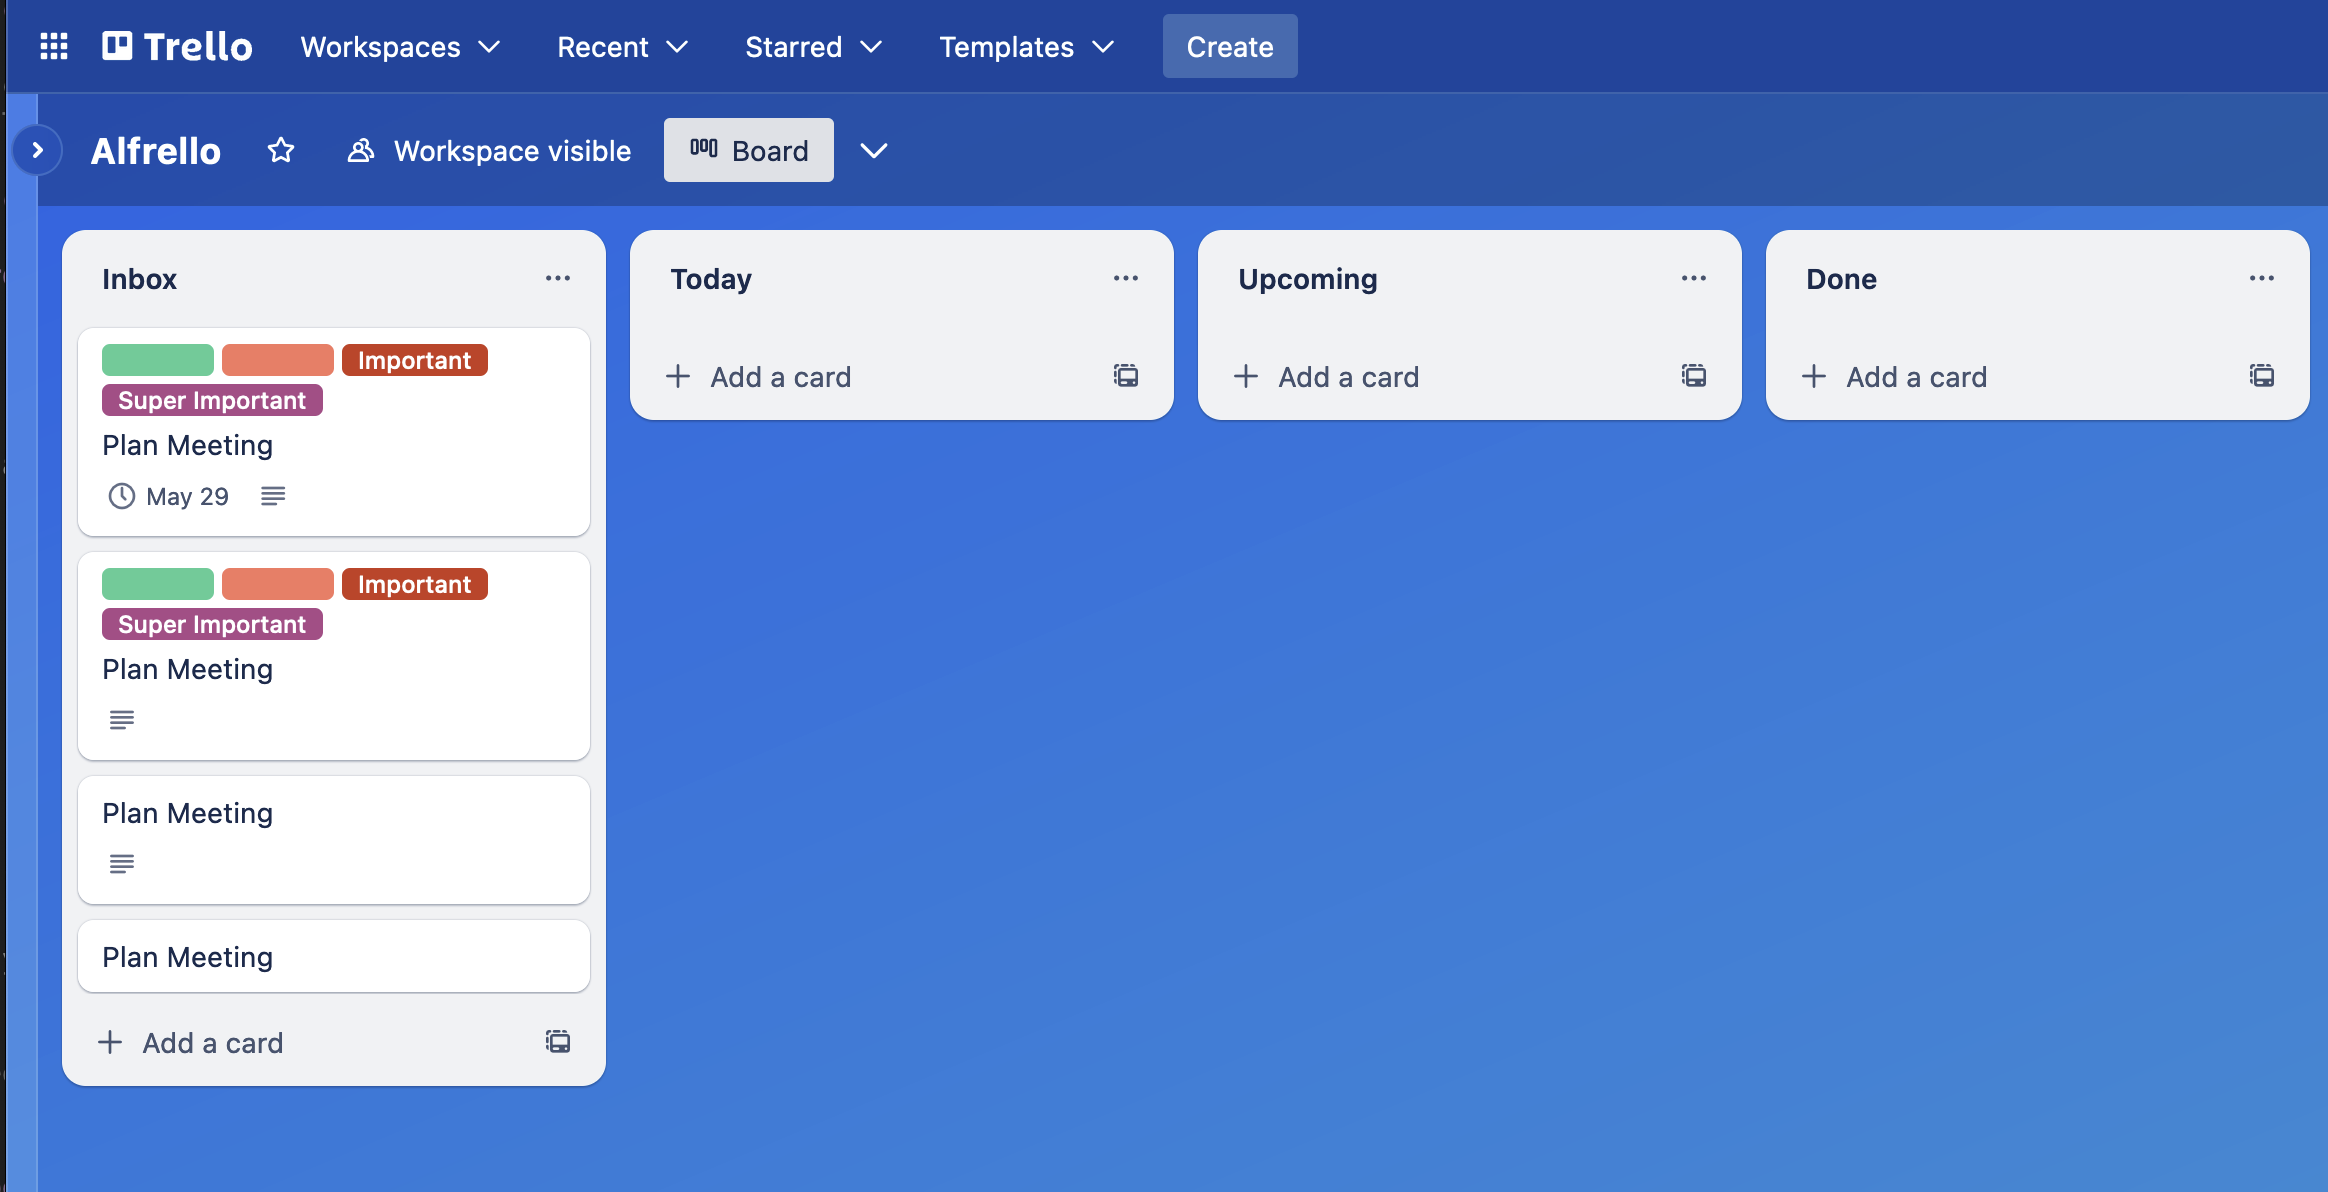 Trello Workspaces Recent Starred Templates Create
Alfrello Workspace visible Board
Inbox
Important
Super Important
Plan Meeting
May 29
Important
Super Important
Plan Meeting
Plan Meeting
Plan Meeting
Add a card
Today
Add a card
Upcoming
Add a card
Done
Add a card